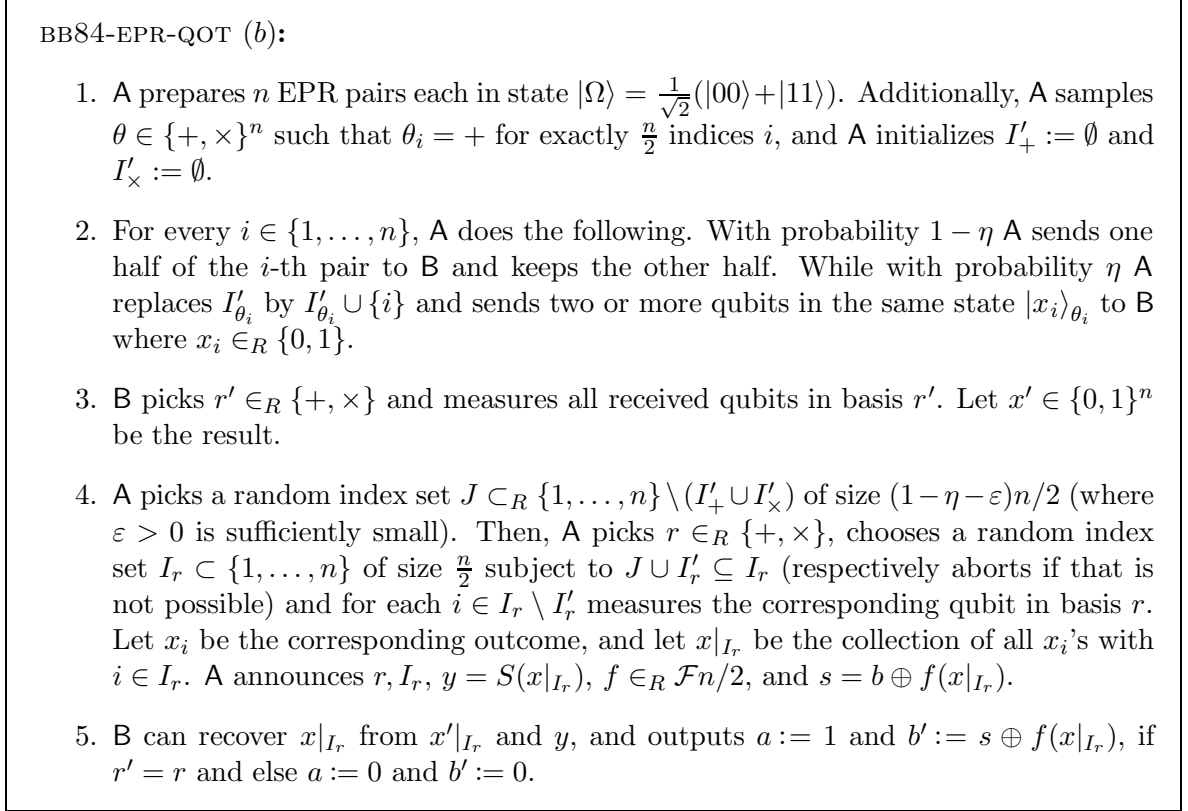 BB84-EPR-QOT (b):
1. A prepares n EPR pairs each in state |Ω⟩ = 1/√2(|00⟩+|11⟩). Additionally, A samples
θ ∈ {+, ×}ⁿ such that θᵢ = + for exactly n/2 indices i, and A initializes I′₊ := ∅ and
I′ₓ := ∅.
2. For every i ∈ {1, . . . , n}, A does the following. With probability 1 − η A sends one
half of the i-th pair to B and keeps the other half. While with probability η A
replaces I′_{θᵢ} by I′_{θᵢ} ∪ {i} and sends two or more qubits in the same state |xᵢ⟩_{θᵢ} to B
where xᵢ ∈_R {0, 1}.
3. B picks r′ ∈_R {+, ×} and measures all received qubits in basis r′. Let x′ ∈ {0, 1}ⁿ
be the result.
4. A picks a random index set J ⊂_R {1, . . . , n}\(I′₊ ∪ I′ₓ) of size (1−η−ε)n/2 (where
ε > 0 is sufficiently small). Then, A picks r ∈_R {+, ×}, chooses a random index
set I_r ⊂ {1, . . . , n} of size n/2 subject to J ∪ I′_r ⊆ I_r (respectively aborts if that is
not possible) and for each i ∈ I_r \ I′_r measures the corresponding qubit in basis r.
Let xᵢ be the corresponding outcome, and let x|_{I_r} be the collection of all xᵢ's with
i ∈ I_r. A announces r, I_r, y = S(x|_{I_r}), f ∈_R 𝓕n/2, and s = b ⊕ f(x|_{I_r}).
5. B can recover x|_{I_r} from x′|_{I_r} and y, and outputs a := 1 and b′ := s ⊕ f(x|_{I_r}), if
r′ = r and else a := 0 and b′ := 0.